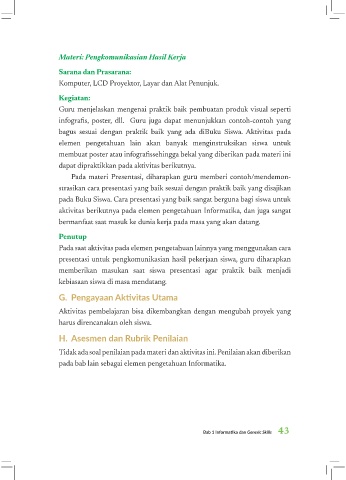 Materi: Pengkomunikasian Hasil Kerja
Sarana dan Prasarana:
Komputer, LCD Proyektor, Layar dan Alat Penunjuk.
Kegiatan:
Guru menjelaskan mengenai praktik baik pembuatan produk visual seperti
infografis, poster, dll. Guru juga dapat menunjukkan contoh-contoh yang
bagus sesuai dengan praktik baik yang ada diBuku Siswa. Aktivitas pada
elemen pengetahuan lain akan banyak menginstruksikan siswa untuk
membuat poster atau infografissehingga bekal yang diberikan pada materi ini
dapat dipraktikkan pada aktivitas berikutnya.
Pada materi Presentasi, diharapkan guru memberi contoh/mendemon-
strasikan cara presentasi yang baik sesuai dengan praktik baik yang disajikan
pada Buku Siswa. Cara presentasi yang baik sangat berguna bagi siswa untuk
aktivitas berikutnya pada elemen pengetahuan Informatika, dan juga sangat
bermanfaat saat masuk ke dunia kerja pada masa yang akan datang.
Penutup
Pada saat aktivitas pada elemen pengetahuan lainnya yang menggunakan cara
presentasi untuk pengkomunikasian hasil pekerjaan siswa, guru diharapkan
memberikan masukan saat siswa presentasi agar praktik baik menjadi
kebiasaan siswa di masa mendatang.
G. Pengayaan Aktivitas Utama
Aktivitas pembelajaran bisa dikembangkan dengan mengubah proyek yang
harus direncanakan oleh siswa.
H. Asesmen dan Rubrik Penilaian
Tidak ada soal penilaian pada materi dan aktivitas ini. Penilaian akan diberikan
pada bab lain sebagai elemen pengetahuan Informatika.
Bab 1 Informatika dan Generic Skills 43